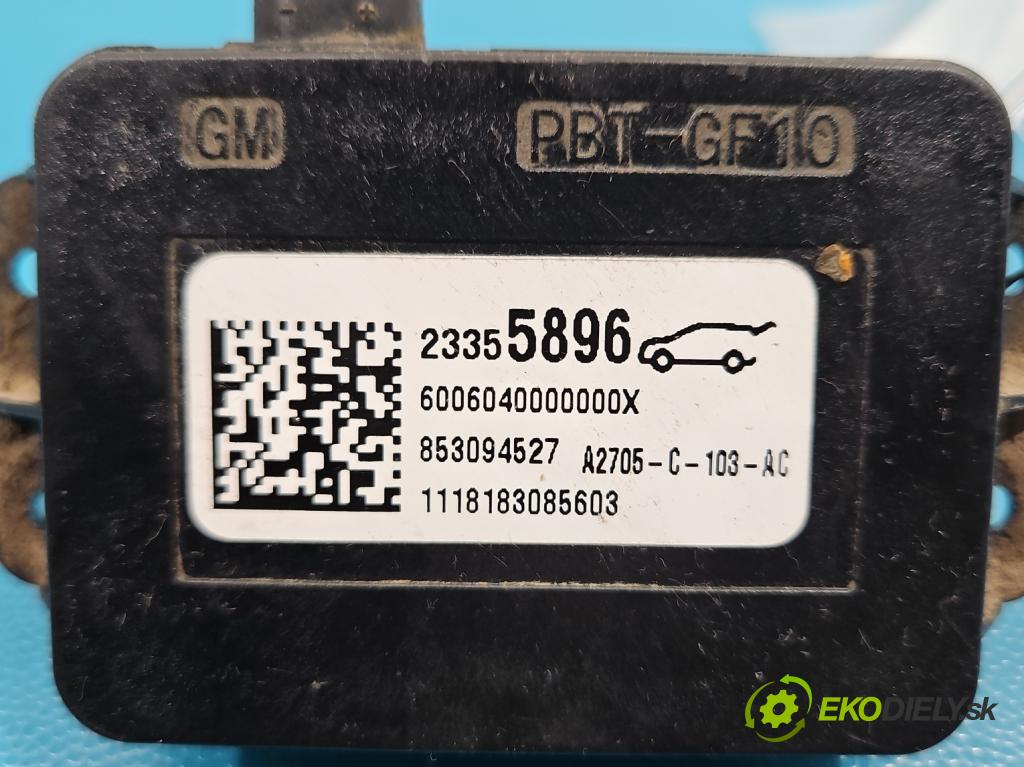 GM PBT-GF10
23355896
6006040000000X
853094527 A2705-C-103-AC
1118183085603
EKODIELY.sk